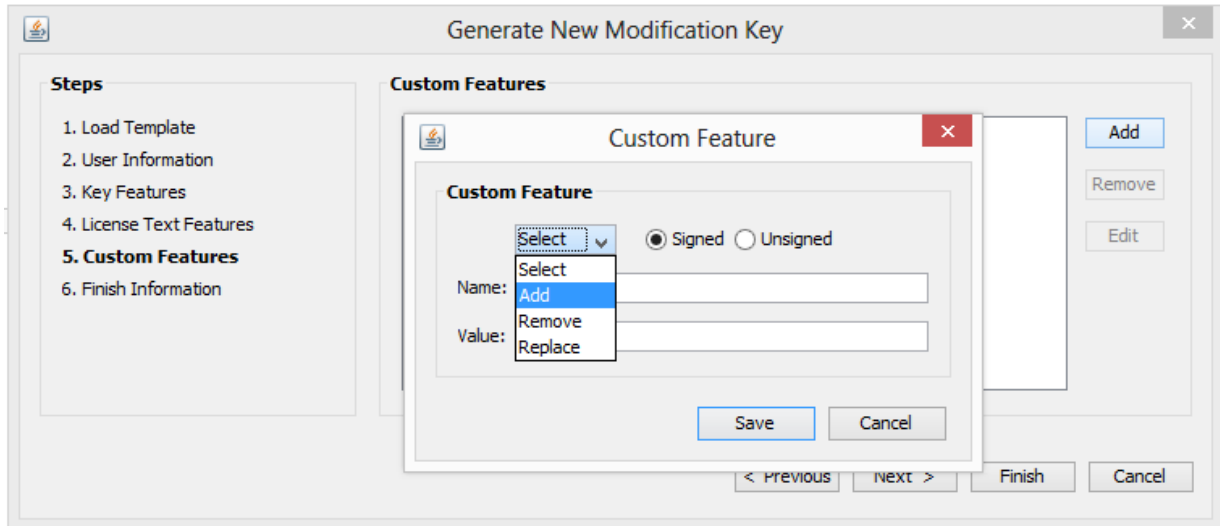 Generate New Modification Key
Steps
1. Load Template
2. User Information
3. Key Features
4. License Text Features
5. Custom Features
6. Finish Information
Custom Features
Add
Remove
Edit
Custom Feature
Custom Feature
Select
Signed
Unsigned
Select
Add
Remove
Replace
Name:
Value:
Save
Cancel
< Previous
Next >
Finish
Cancel